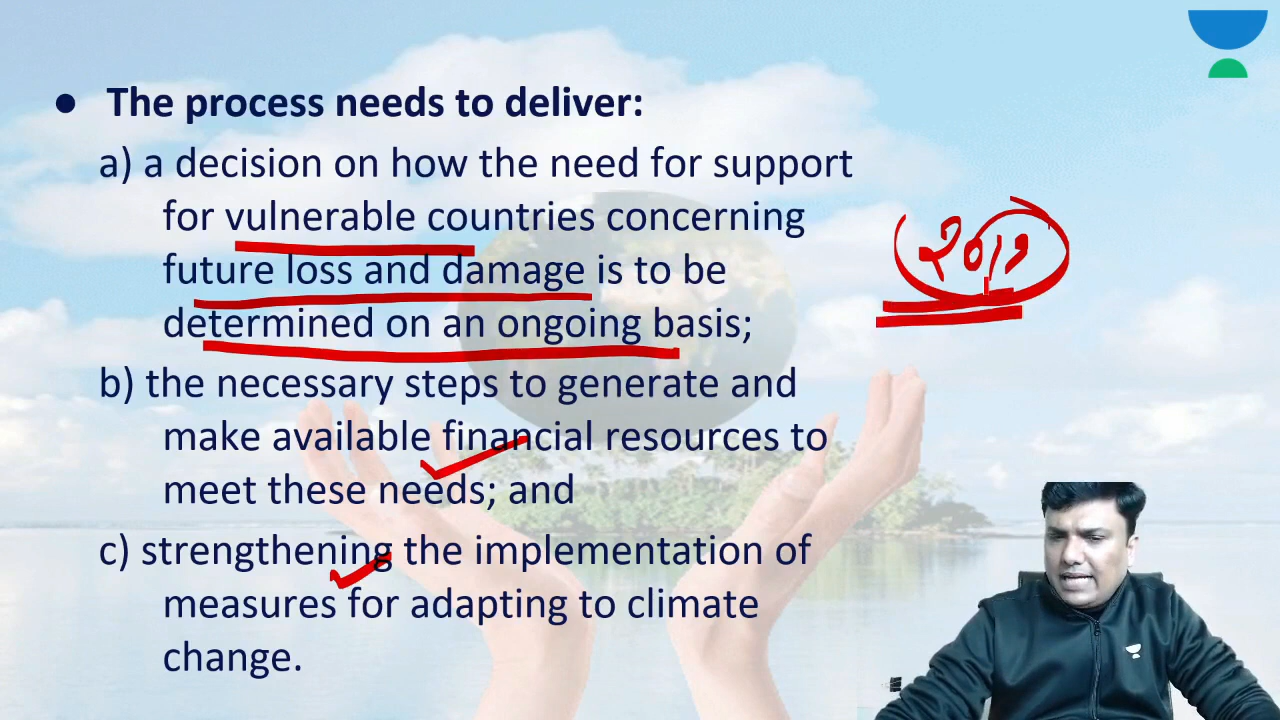 ● The process needs to deliver:
a) a decision on how the need for support
for vulnerable countries concerning
future loss and damage is to be
determined on an ongoing basis;
b) the necessary steps to generate and
make available financial resources to
meet these needs; and
c) strengthening the implementation of
measures for adapting to climate
change.